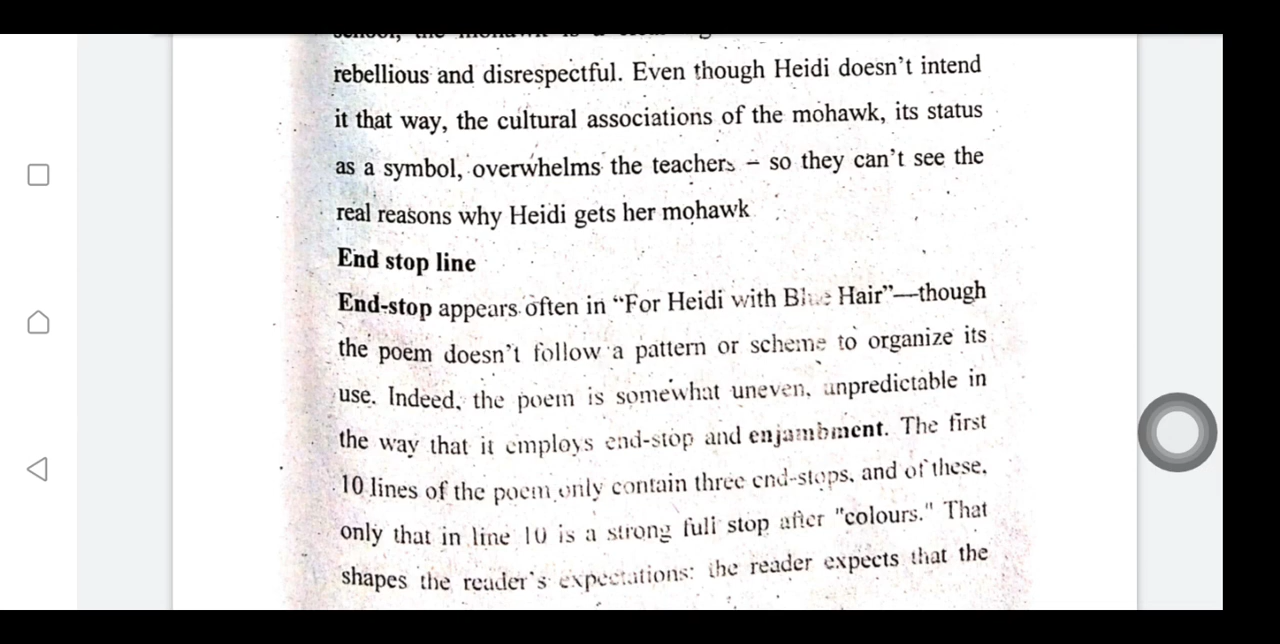 rebellious and disrespectful. Even though Heidi doesn't intend
it that way, the cultural associations of the mohawk, its status
as a symbol, overwhelms the teachers – so they can't see the
real reasons why Heidi gets her mohawk
End stop line
End-stop appears often in “For Heidi with Blue Hair”—though
the poem doesn't follow a pattern or scheme to organize its
use. Indeed, the poem is somewhat uneven, unpredictable in
the way that it employs end-stop and enjambment. The first
10 lines of the poem only contain three end-stops, and of these,
only that in line 10 is a strong full stop after "colours." That
shapes the reader's expectations: the reader expects that the